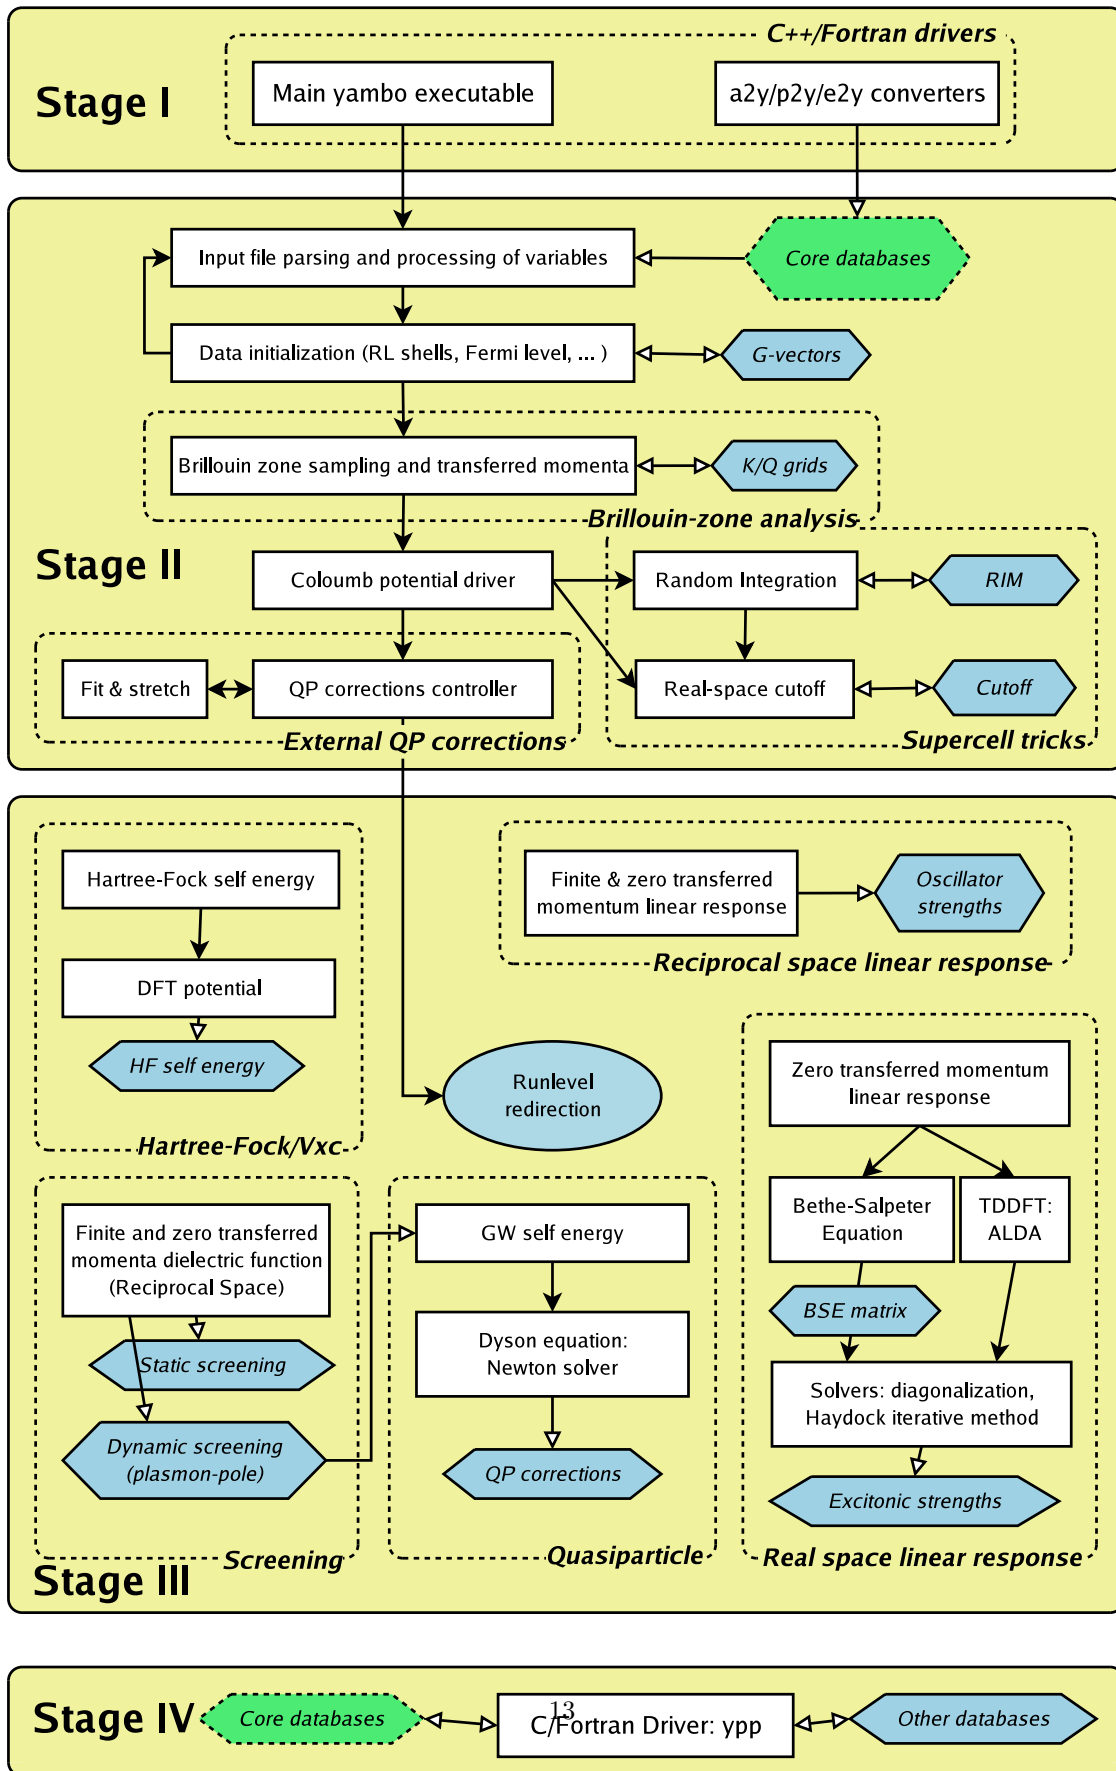 C++/Fortran drivers
Stage I
Main yambo executable
a2y/p2y/e2y converters
Input file parsing and processing of variables
Core databases
Data initialization (RL shells, Fermi level, ... )
G-vectors
Brillouin zone sampling and transferred momenta
K/Q grids
Brillouin-zone analysis
Stage II
Coloumb potential driver
Random Integration
RIM
Fit & stretch
QP corrections controller
Real-space cutoff
Cutoff
External QP corrections
Supercell tricks
Hartree-Fock self energy
Finite & zero transferred
momentum linear response
Oscillator
strengths
Reciprocal space linear response
DFT potential
HF self energy
Hartree-Fock/Vxc
Runlevel
redirection
Zero transferred momentum
linear response
Bethe-Salpeter
Equation
TDDFT:
ALDA
BSE matrix
Solvers: diagonalization,
Haydock iterative method
Excitonic strengths
Real space linear response
Finite and zero transferred
momenta dielectric function
(Reciprocal Space)
Static screening
Dynamic screening
(plasmon-pole)
Screening
GW self energy
Dyson equation:
Newton solver
QP corrections
Quasiparticle
Stage III
Stage IV
Core databases
13
C/Fortran Driver: ypp
Other databases